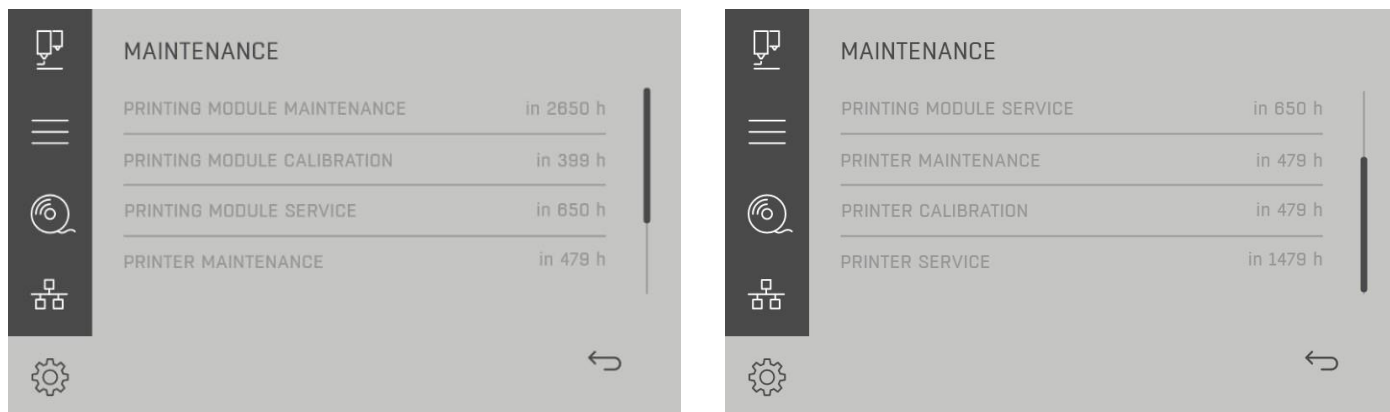 MAINTENANCE
PRINTING MODULE MAINTENANCE in 2650 h
PRINTING MODULE CALIBRATION in 399 h
PRINTING MODULE SERVICE in 650 h
PRINTER MAINTENANCE in 479 h
MAINTENANCE
PRINTING MODULE SERVICE in 650 h
PRINTER MAINTENANCE in 479 h
PRINTER CALIBRATION in 479 h
PRINTER SERVICE in 1479 h